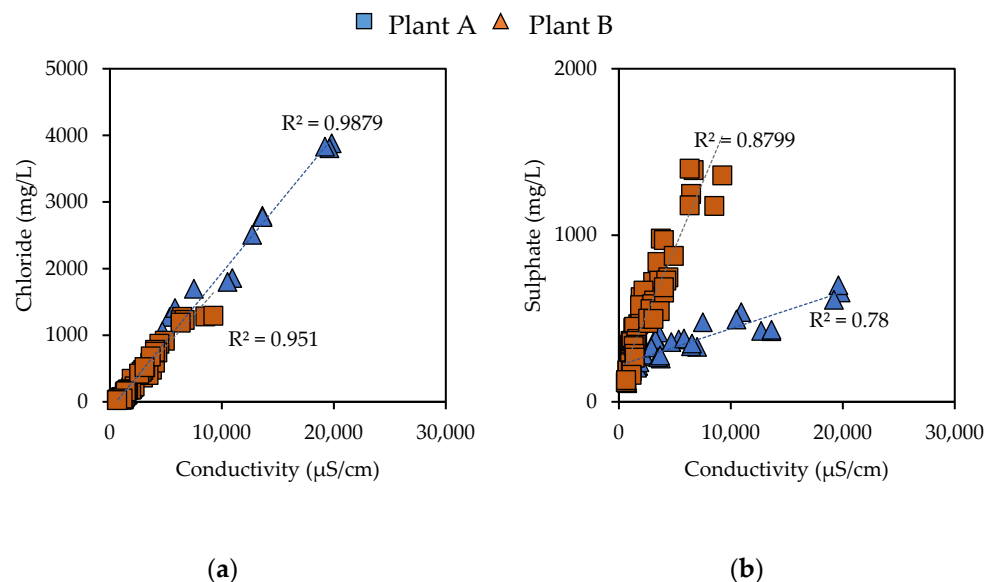 Plant A Plant B
5000
4000
3000
2000
1000
0
Chloride (mg/L)
R² = 0.9879
R² = 0.951
0 10,000 20,000 30,000
Conductivity (µS/cm)
(a)
2000
1000
0
Sulphate (mg/L)
R² = 0.8799
R² = 0.78
0 10,000 20,000 30,000
Conductivity (µS/cm)
(b)